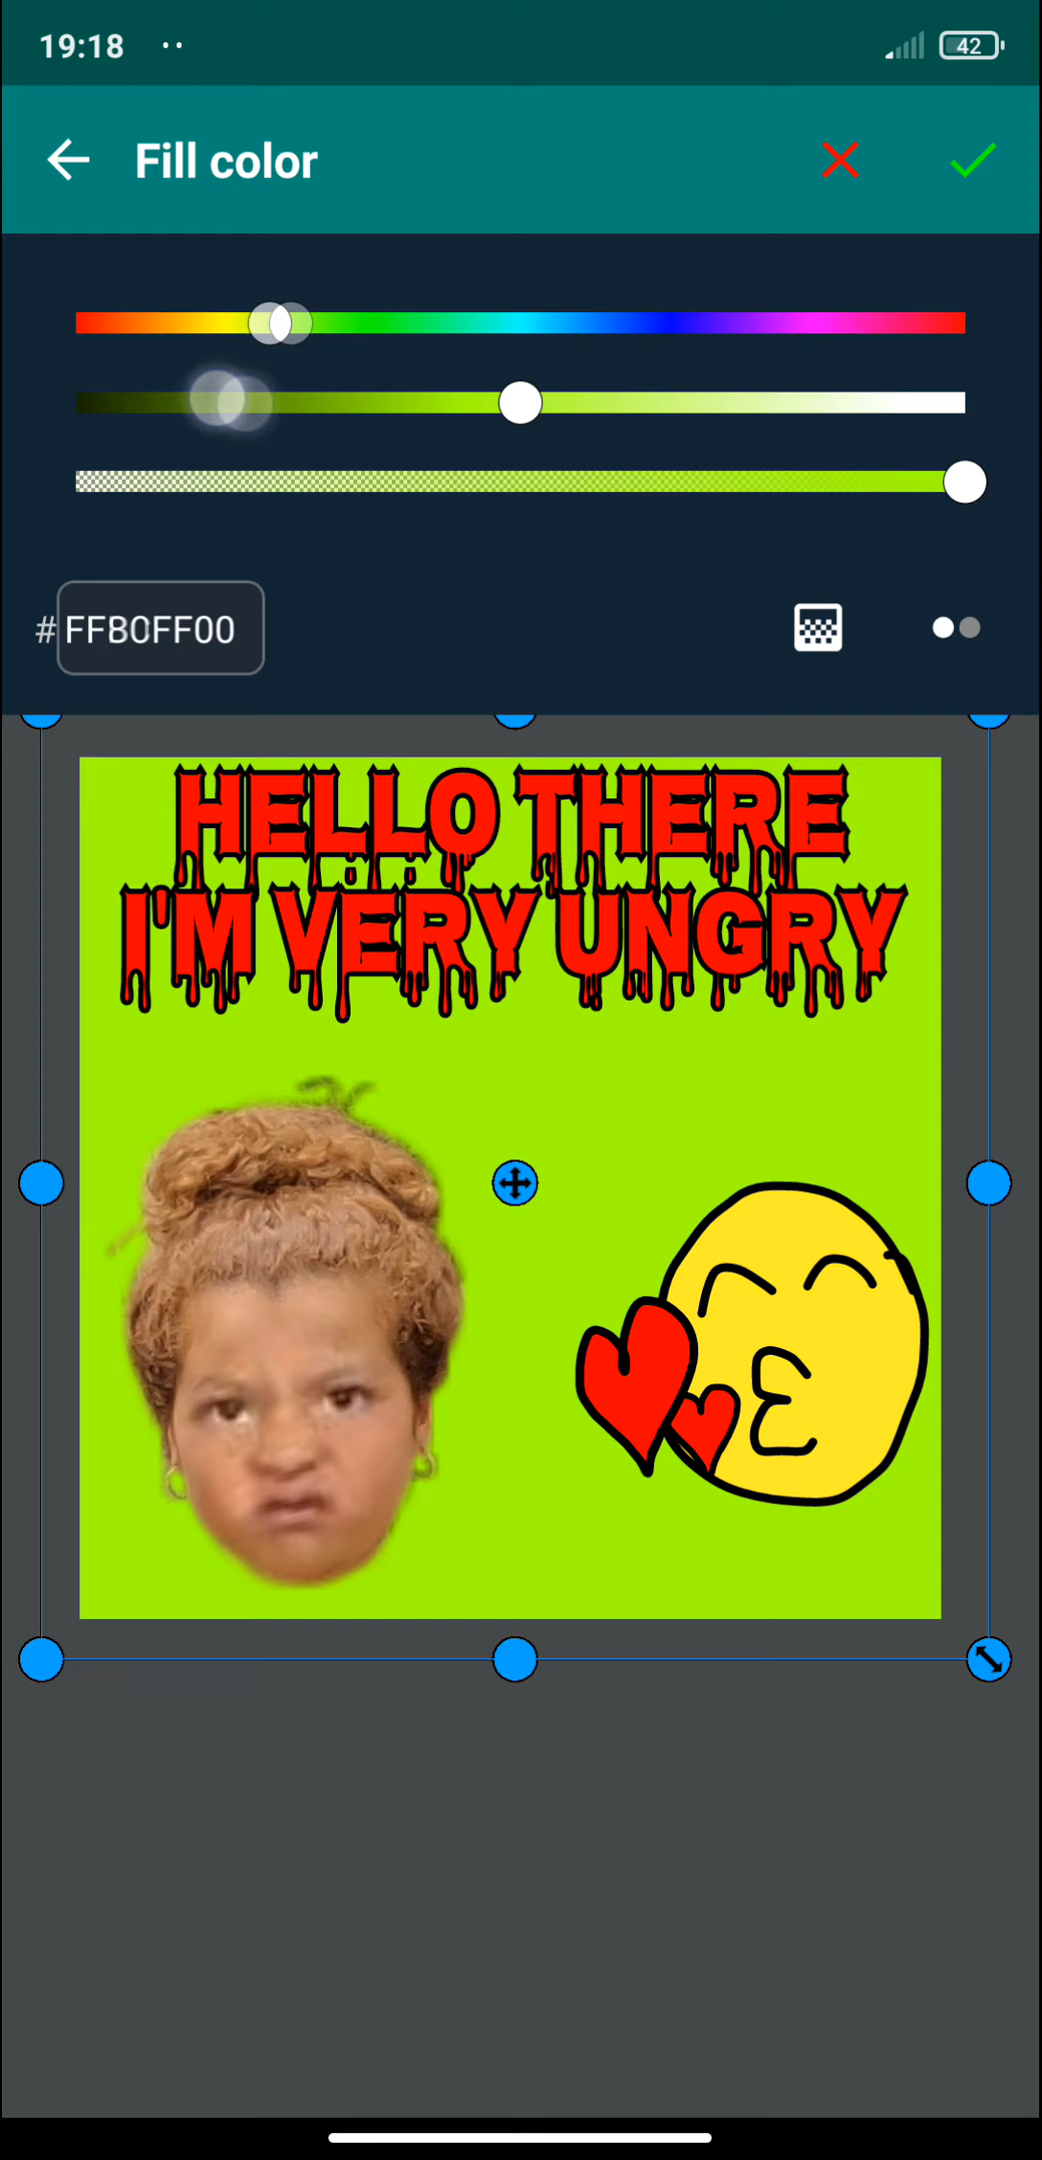 19:18
42
Fill color
#FFB0FF00
HELLO THERE
I'M VERY UNGRY